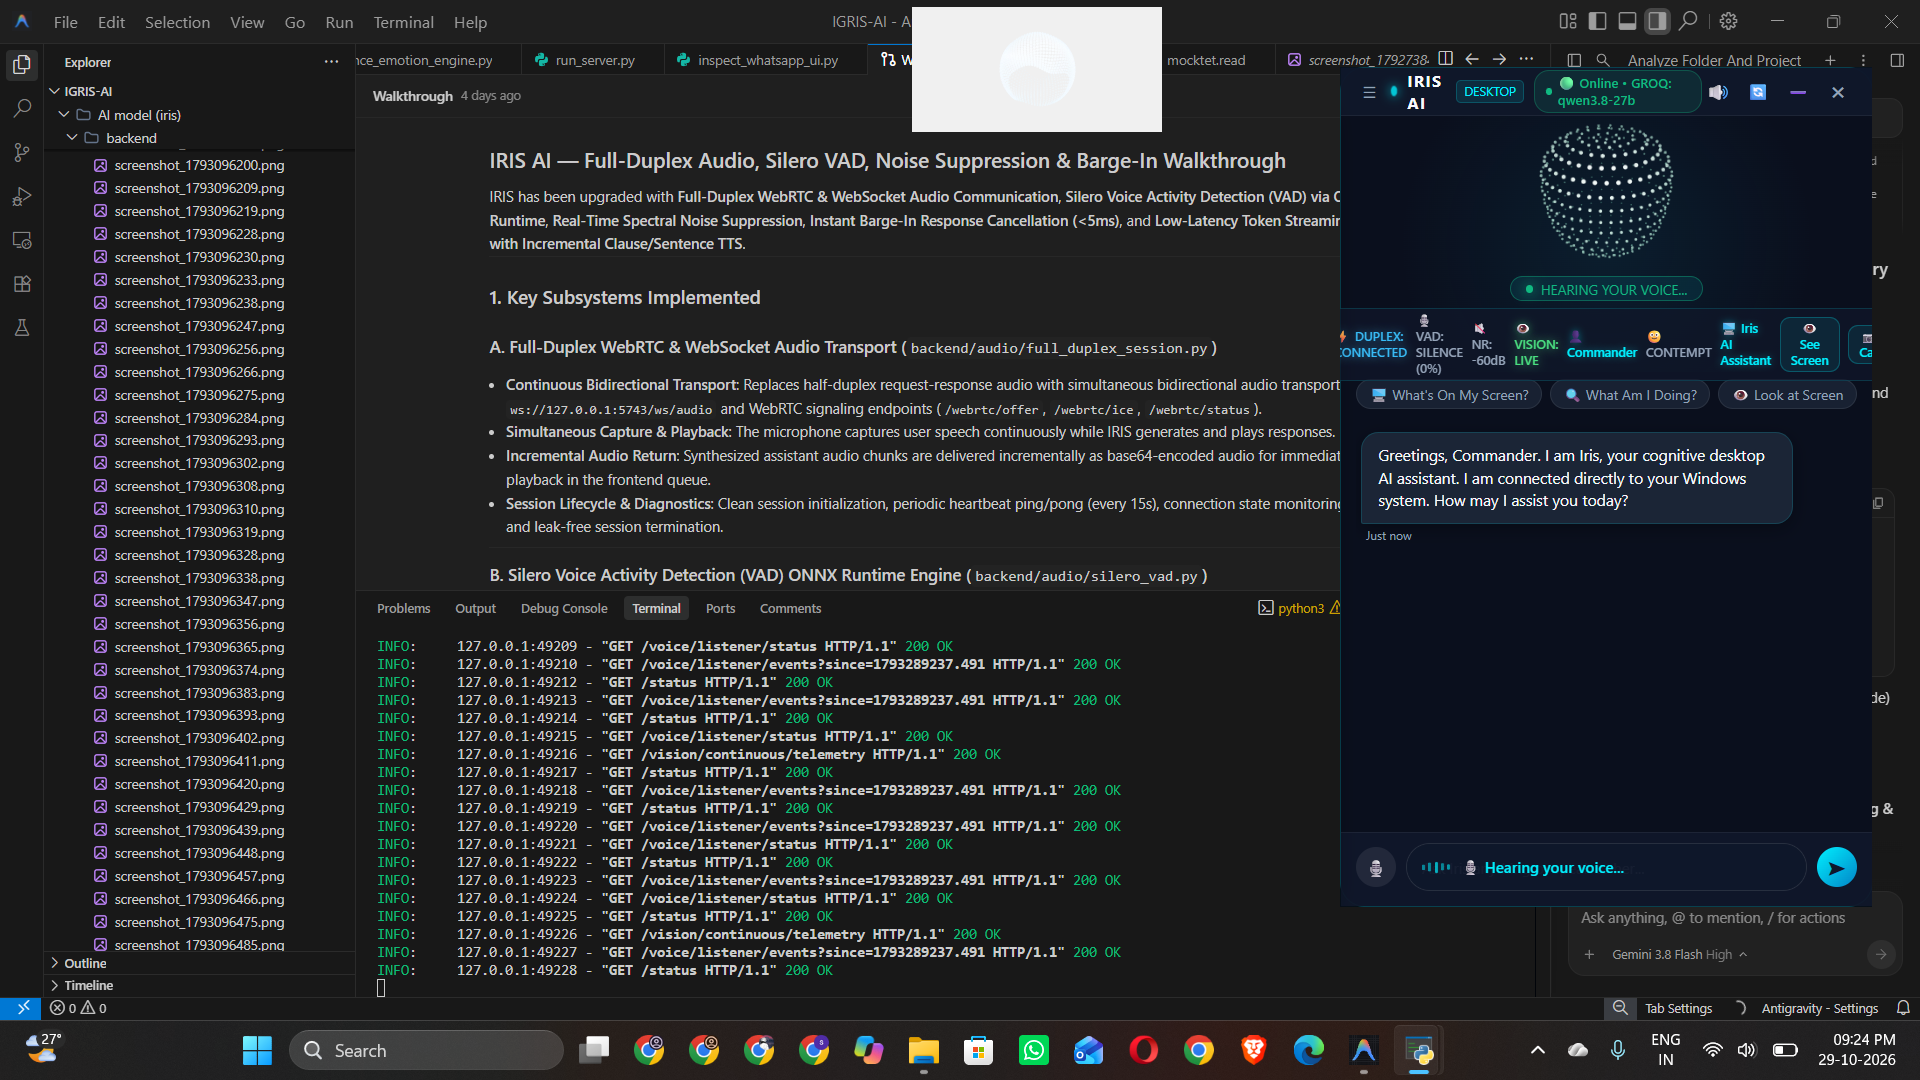 File Edit Selection View Go Run Terminal Help
IGRIS-AI - A
Explorer
IGRIS-AI
AI model (iris)
backend
screenshot_1793096200.png
screenshot_1793096209.png
screenshot_1793096219.png
screenshot_1793096228.png
screenshot_1793096230.png
screenshot_1793096233.png
screenshot_1793096238.png
screenshot_1793096247.png
screenshot_1793096256.png
screenshot_1793096266.png
screenshot_1793096275.png
screenshot_1793096284.png
screenshot_1793096293.png
screenshot_1793096302.png
screenshot_1793096308.png
screenshot_1793096310.png
screenshot_1793096319.png
screenshot_1793096328.png
screenshot_1793096338.png
screenshot_1793096347.png
screenshot_1793096356.png
screenshot_1793096365.png
screenshot_1793096374.png
screenshot_1793096383.png
screenshot_1793096393.png
screenshot_1793096402.png
screenshot_1793096411.png
screenshot_1793096420.png
screenshot_1793096429.png
screenshot_1793096439.png
screenshot_1793096448.png
screenshot_1793096457.png
screenshot_1793096466.png
screenshot_1793096475.png
screenshot_1793096485.png
Outline
Timeline
nce_emotion_engine.py run_server.py inspect_whatsapp_ui.py W mocktet.read screenshot_1792738
Walkthrough 4 days ago
IRIS AI — Full-Duplex Audio, Silero VAD, Noise Suppression & Barge-In Walkthrough
IRIS has been upgraded with Full-Duplex WebRTC & WebSocket Audio Communication, Silero Voice Activity Detection (VAD) via O
Runtime, Real-Time Spectral Noise Suppression, Instant Barge-In Response Cancellation (<5ms), and Low-Latency Token Streamin
with Incremental Clause/Sentence TTS.
1. Key Subsystems Implemented
A. Full-Duplex WebRTC & WebSocket Audio Transport ( backend/audio/full_duplex_session.py )
• Continuous Bidirectional Transport: Replaces half-duplex request-response audio with simultaneous bidirectional audio transport
ws://127.0.0.1:5743/ws/audio and WebRTC signaling endpoints ( /webrtc/offer , /webrtc/ice , /webrtc/status ).
• Simultaneous Capture & Playback: The microphone captures user speech continuously while IRIS generates and plays responses.
• Incremental Audio Return: Synthesized assistant audio chunks are delivered incrementally as base64-encoded audio for immediat
playback in the frontend queue.
• Session Lifecycle & Diagnostics: Clean session initialization, periodic heartbeat ping/pong (every 15s), connection state monitoring
and leak-free session termination.
B. Silero Voice Activity Detection (VAD) ONNX Runtime Engine ( backend/audio/silero_vad.py )
Problems Output Debug Console Terminal Ports Comments
python3
INFO: 127.0.0.1:49209 - "GET /voice/listener/status HTTP/1.1" 200 OK
INFO: 127.0.0.1:49210 - "GET /voice/listener/events?since=1793289237.491 HTTP/1.1" 200 OK
INFO: 127.0.0.1:49212 - "GET /status HTTP/1.1" 200 OK
INFO: 127.0.0.1:49213 - "GET /voice/listener/events?since=1793289237.491 HTTP/1.1" 200 OK
INFO: 127.0.0.1:49214 - "GET /status HTTP/1.1" 200 OK
INFO: 127.0.0.1:49215 - "GET /voice/listener/status HTTP/1.1" 200 OK
INFO: 127.0.0.1:49216 - "GET /vision/continuous/telemetry HTTP/1.1" 200 OK
INFO: 127.0.0.1:49217 - "GET /status HTTP/1.1" 200 OK
INFO: 127.0.0.1:49218 - "GET /voice/listener/events?since=1793289237.491 HTTP/1.1" 200 OK
INFO: 127.0.0.1:49219 - "GET /status HTTP/1.1" 200 OK
INFO: 127.0.0.1:49220 - "GET /voice/listener/events?since=1793289237.491 HTTP/1.1" 200 OK
INFO: 127.0.0.1:49221 - "GET /voice/listener/status HTTP/1.1" 200 OK
INFO: 127.0.0.1:49222 - "GET /status HTTP/1.1" 200 OK
INFO: 127.0.0.1:49223 - "GET /voice/listener/events?since=1793289237.491 HTTP/1.1" 200 OK
INFO: 127.0.0.1:49224 - "GET /voice/listener/status HTTP/1.1" 200 OK
INFO: 127.0.0.1:49225 - "GET /status HTTP/1.1" 200 OK
INFO: 127.0.0.1:49226 - "GET /vision/continuous/telemetry HTTP/1.1" 200 OK
INFO: 127.0.0.1:49227 - "GET /voice/listener/events?since=1793289237.491 HTTP/1.1" 200 OK
INFO: 127.0.0.1:49228 - "GET /status HTTP/1.1" 200 OK
Analyze Folder And Project
IRIS
AI
DESKTOP
Online • GROQ:
qwen3.8-27b
HEARING YOUR VOICE...
DUPLEX:
CONNECTED
VAD:
SILENCE
(0%)
NR:
-60dB
VISION:
LIVE
Commander
CONTEMPT
Iris
AI
Assistant
See
Screen
Ca
What's On My Screen? What Am I Doing? Look at Screen
Greetings, Commander. I am Iris, your cognitive desktop
AI assistant. I am connected directly to your Windows
system. How may I assist you today?
Just now
Hearing your voice...
ry
nd
de)
g &
Ask anything, @ to mention, / for actions
Gemini 3.8 Flash High
0 0
Tab Settings Antigravity - Settings
27°
Search
ENG
IN
09:24 PM
29-10-2026